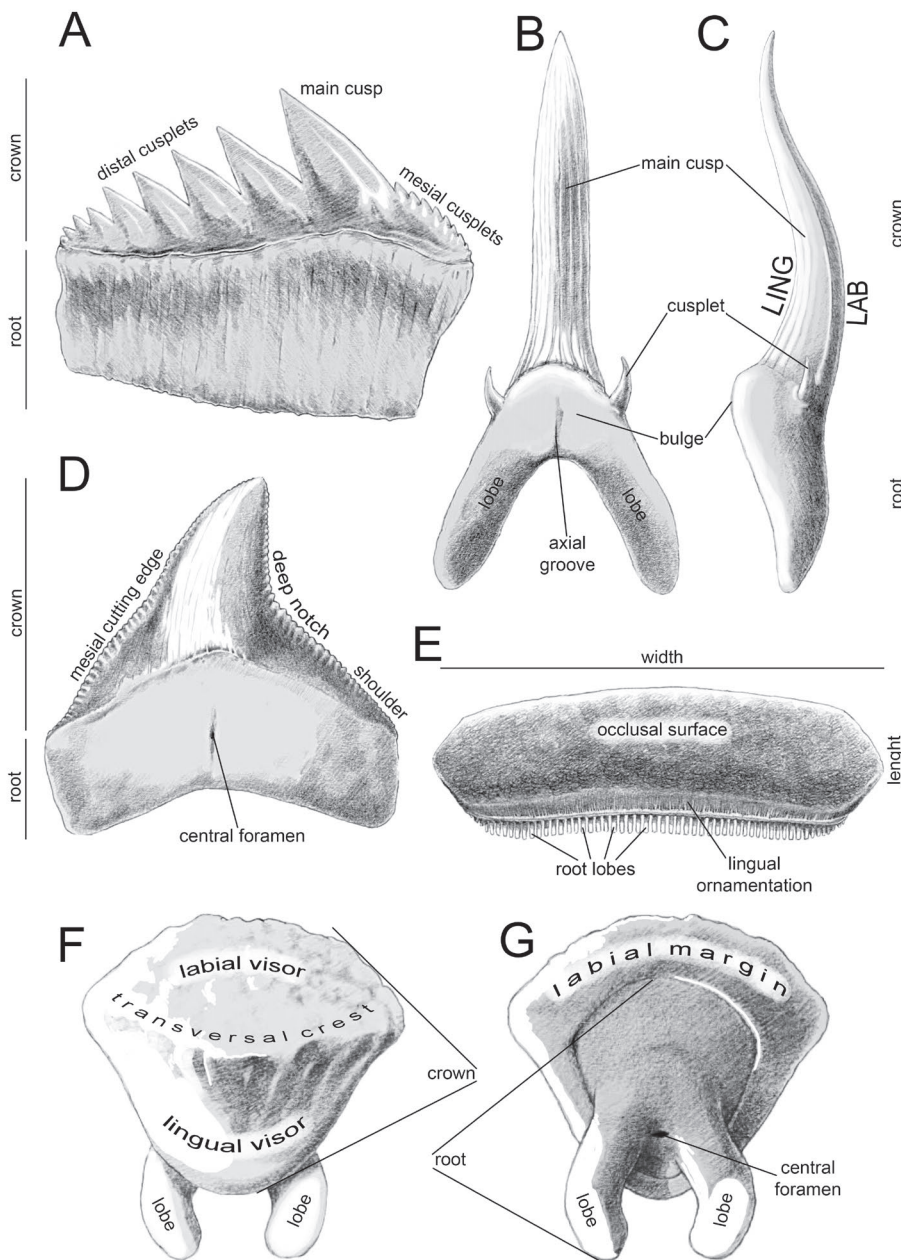 A
crown
root
distal cusplets
main cusp
mesial cusplets
B
C
main cusp
cusplet
LING
LAB
crown
root
bulge
lobe
lobe
axial
groove
D
crown
root
mesial cutting edge
deep notch
shoulder
central foramen
E
width
occlusal surface
lenght
root lobes
lingual
ornamentation
F
labial visor
transversal crest
lingual visor
lobe
lobe
crown
root
G
labial margin
central
foramen
lobe
lobe